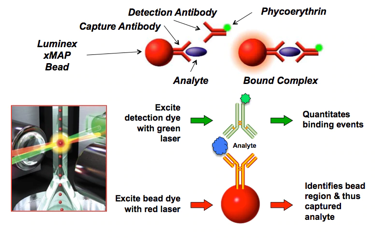 Detection Antibody
Phycoerythrin
Capture Antibody
Luminex
xMAP
Bead
Analyte
Bound Complex
Excite
detection dye
with green
laser
Quantitates
binding events
Analyte
Excite bead dye
with red laser
Identifies bead
region & thus
captured
analyte